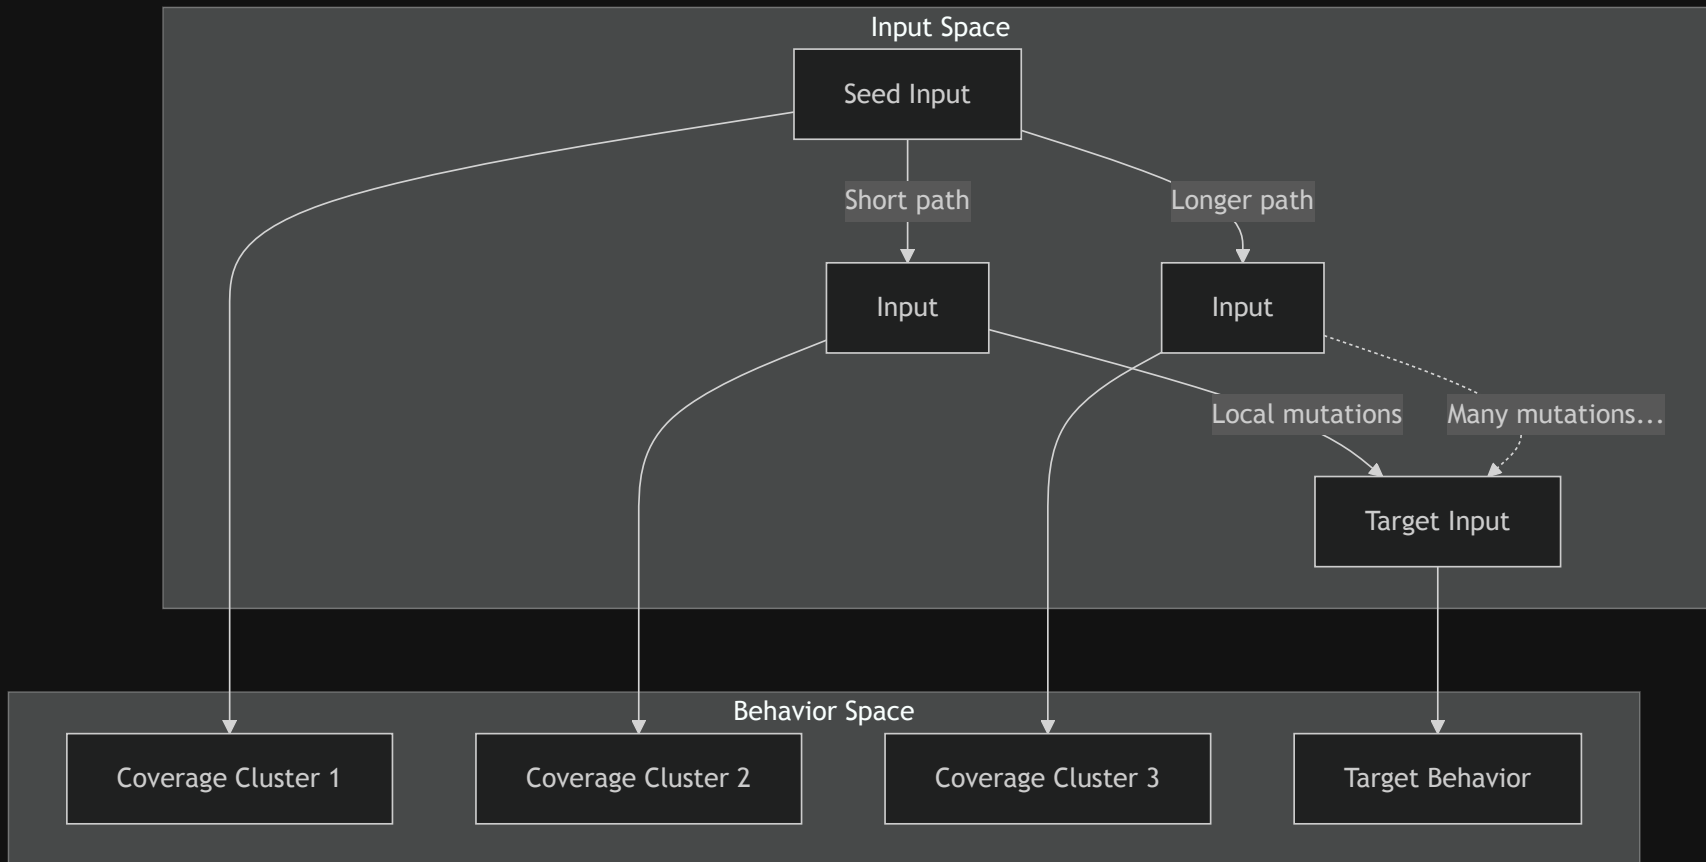 Input Space
Seed Input
Short path
Longer path
Input
Input
Local mutations
Many mutations...
Target Input
Behavior Space
Coverage Cluster 1
Coverage Cluster 2
Coverage Cluster 3
Target Behavior